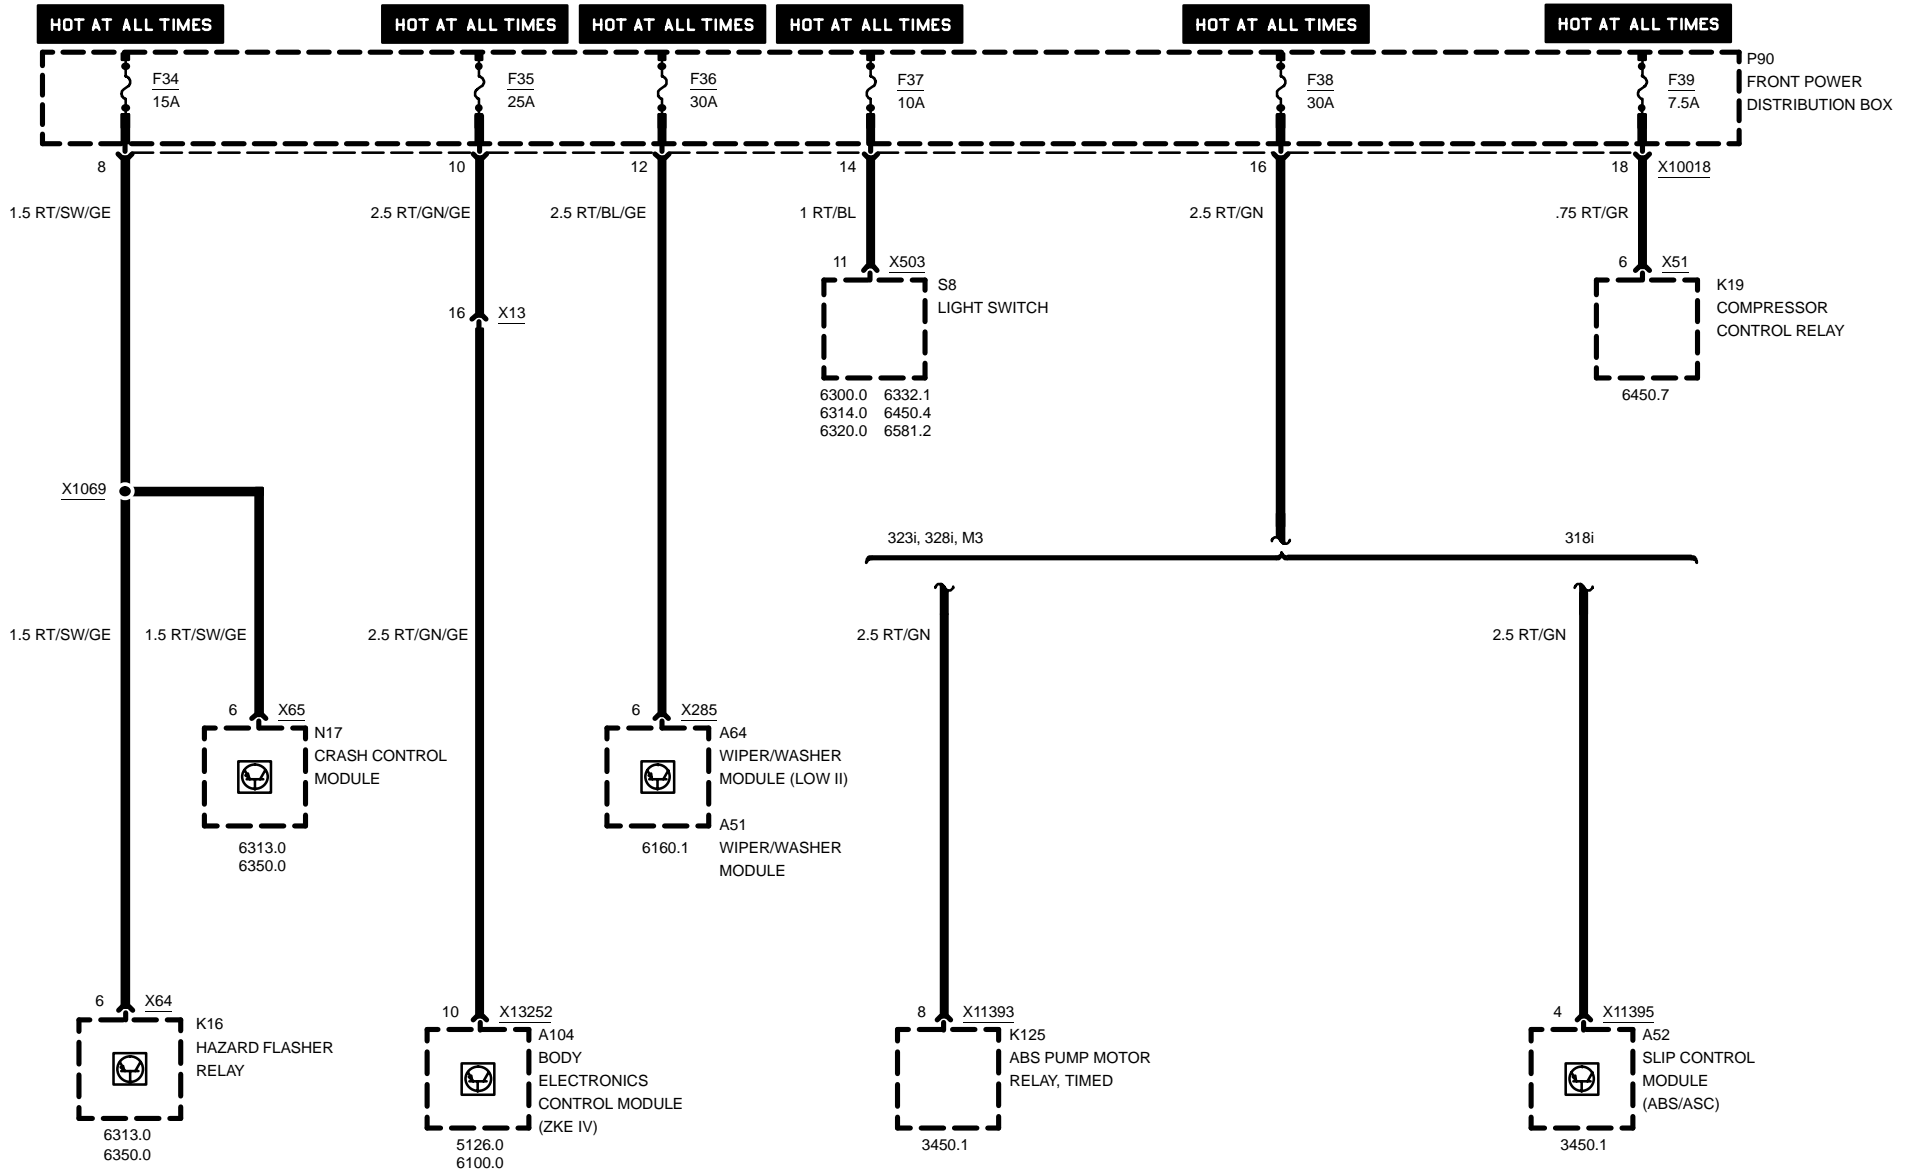 HOT AT ALL TIMES
HOT AT ALL TIMES
HOT AT ALL TIMES
HOT AT ALL TIMES
HOT AT ALL TIMES
HOT AT ALL TIMES
F34
15A
F35
25A
F36
30A
F37
10A
F38
30A
F39
7.5A
P90
FRONT POWER
DISTRIBUTION BOX
8
10
12
14
16
18
X10018
1.5 RT/SW/GE
2.5 RT/GN/GE
2.5 RT/BL/GE
1 RT/BL
2.5 RT/GN
.75 RT/GR
11
X503
S8
LIGHT SWITCH
6300.0 6332.1
6314.0 6450.4
6320.0 6581.2
6
X51
K19
COMPRESSOR
CONTROL RELAY
6450.7
16
X13
X1069
323i, 328i, M3
318i
1.5 RT/SW/GE
1.5 RT/SW/GE
2.5 RT/GN/GE
2.5 RT/GN
2.5 RT/GN
6
X65
N17
CRASH CONTROL
MODULE
6313.0
6350.0
6
X285
A64
WIPER/WASHER
MODULE (LOW II)
A51
WIPER/WASHER
MODULE
6160.1
6
X64
K16
HAZARD FLASHER
RELAY
6313.0
6350.0
10
X13252
A104
BODY
ELECTRONICS
CONTROL MODULE
(ZKE IV)
5126.0
6100.0
8
X11393
K125
ABS PUMP MOTOR
RELAY, TIMED
3450.1
4
X11395
A52
SLIP CONTROL
MODULE
(ABS/ASC)
3450.1